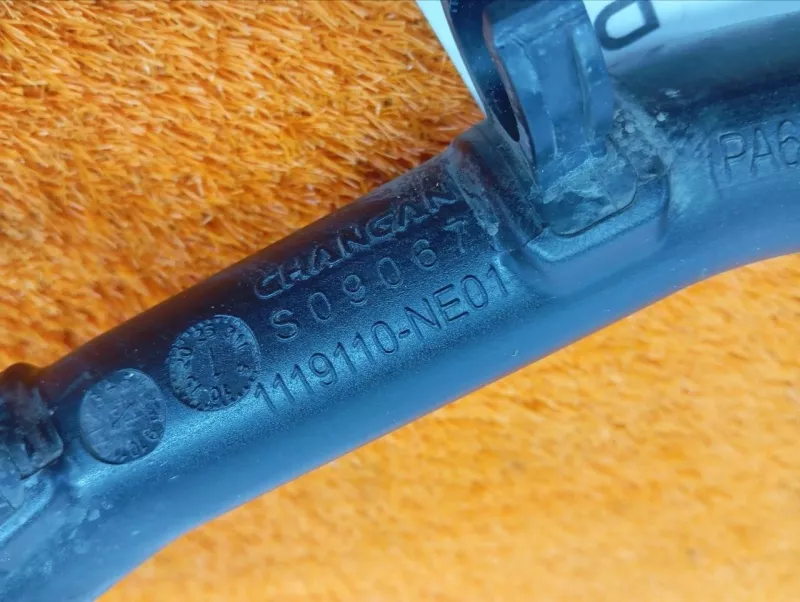 CHANGAN
S09067
1119110-NE01
PA6
D